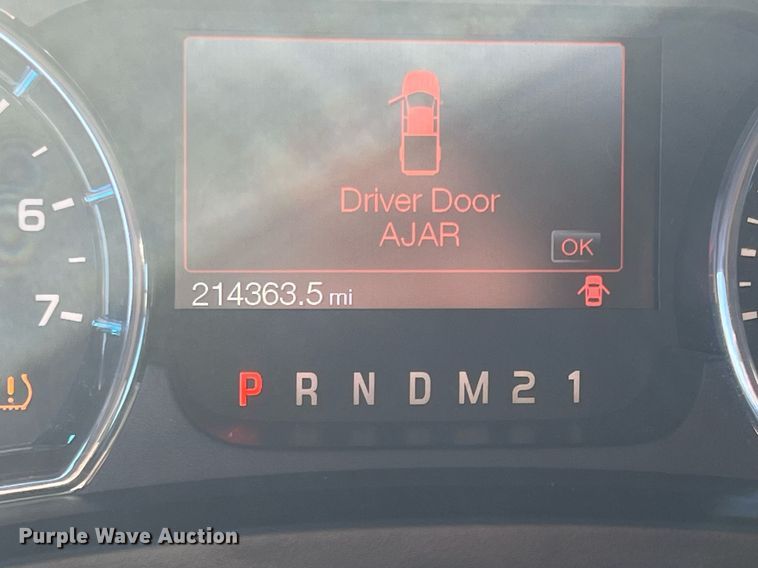 Driver Door
AJAR
OK
6
7
214363.5 mi
!
P R N D M 2 1
Purple Wave Auction